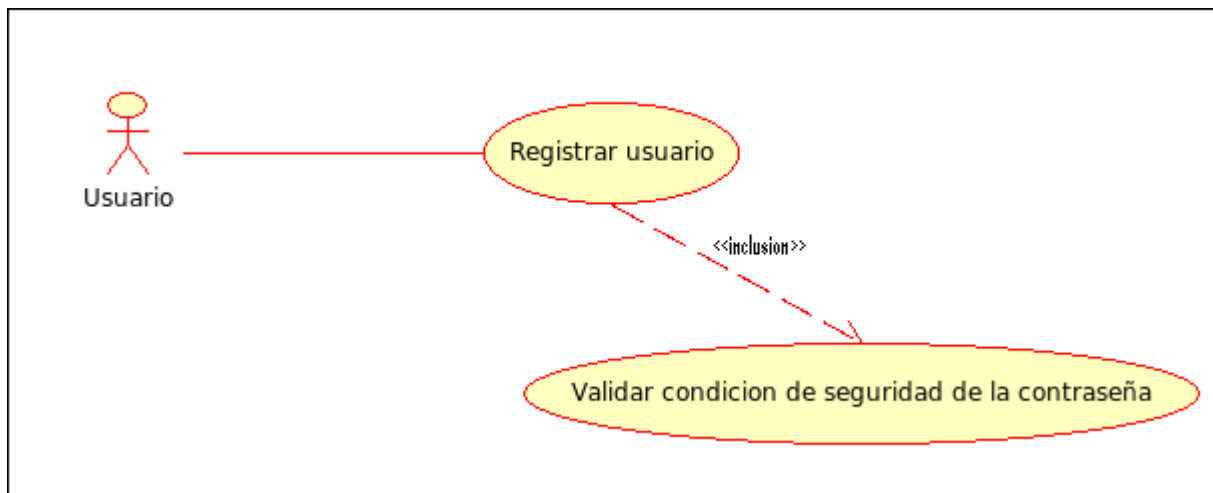 Registrar usuario
Usuario
<<inclusion>>
Validar condicion de seguridad de la contraseña